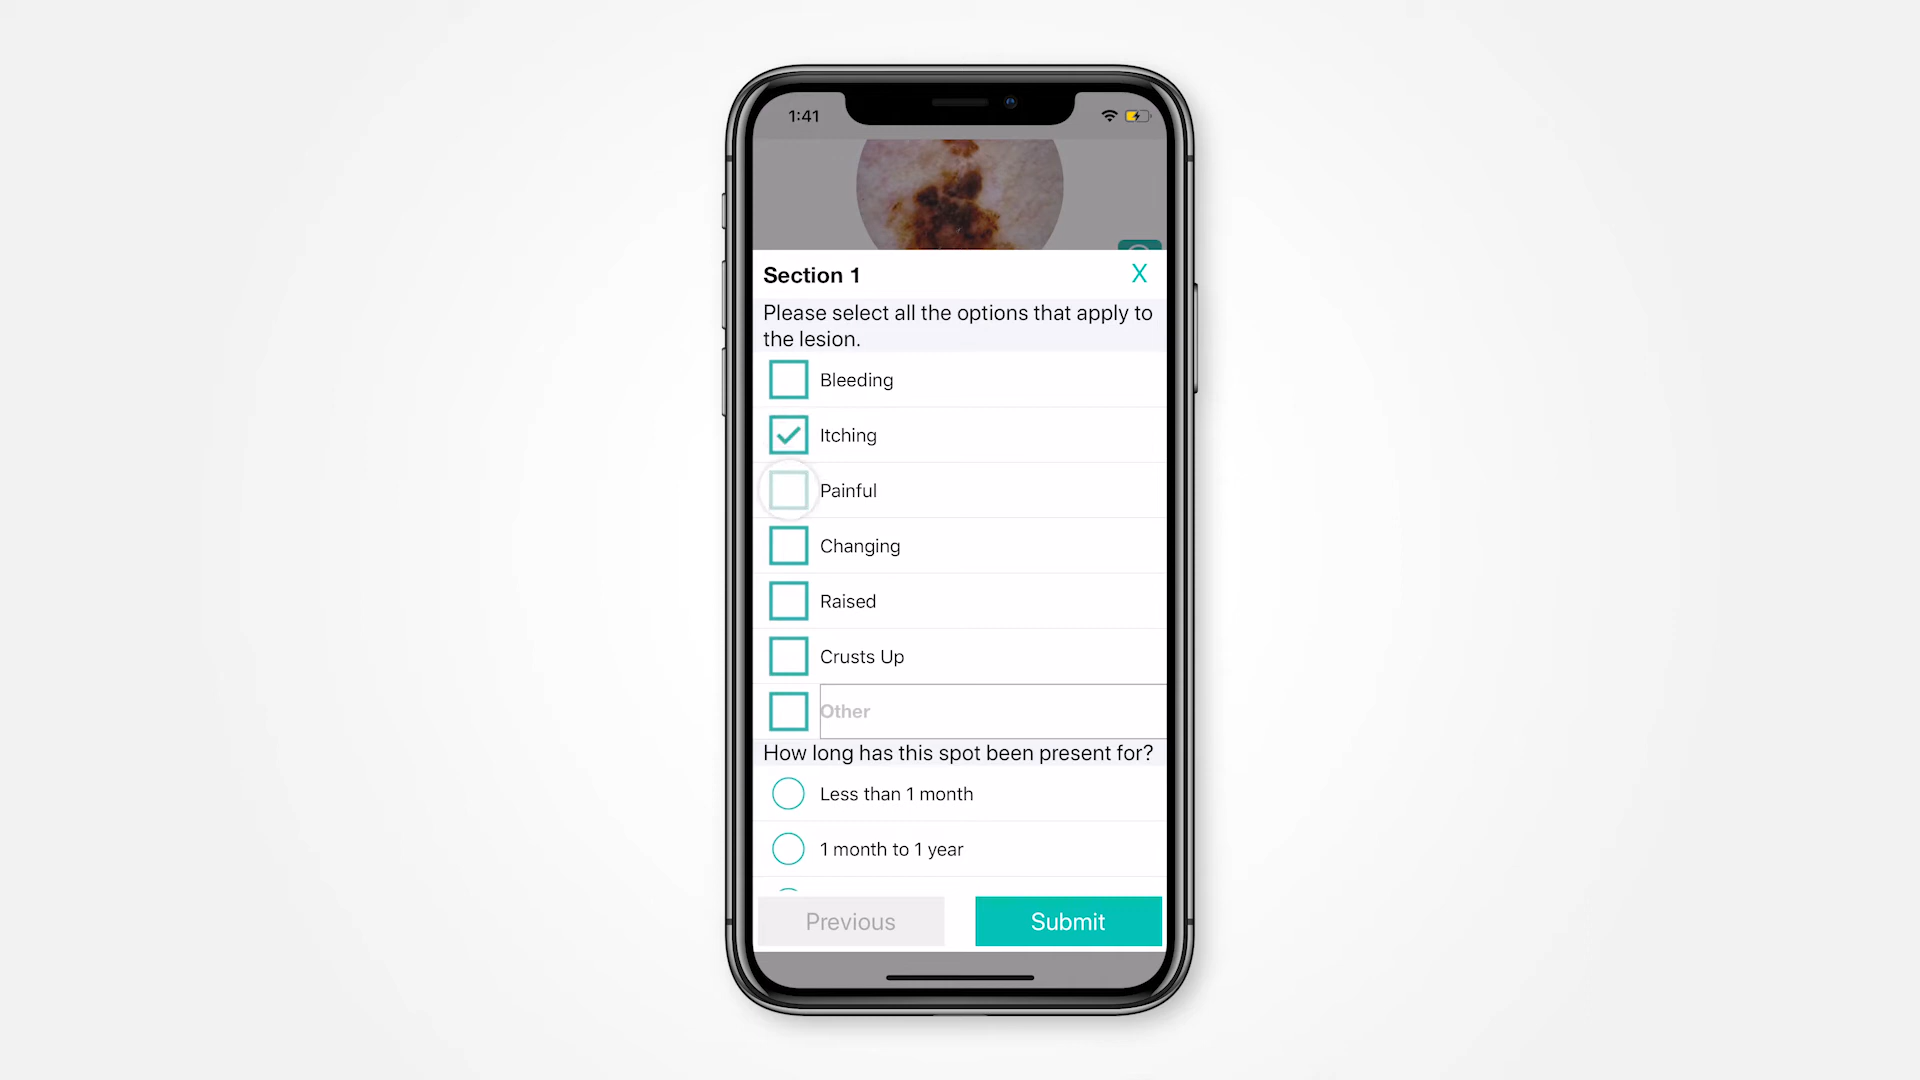 1:41
Section 1
X
Please select all the options that apply to
the lesion.
Bleeding
Itching
Painful
Changing
Raised
Crusts Up
Other
How long has this spot been present for?
Less than 1 month
1 month to 1 year
Previous
Submit